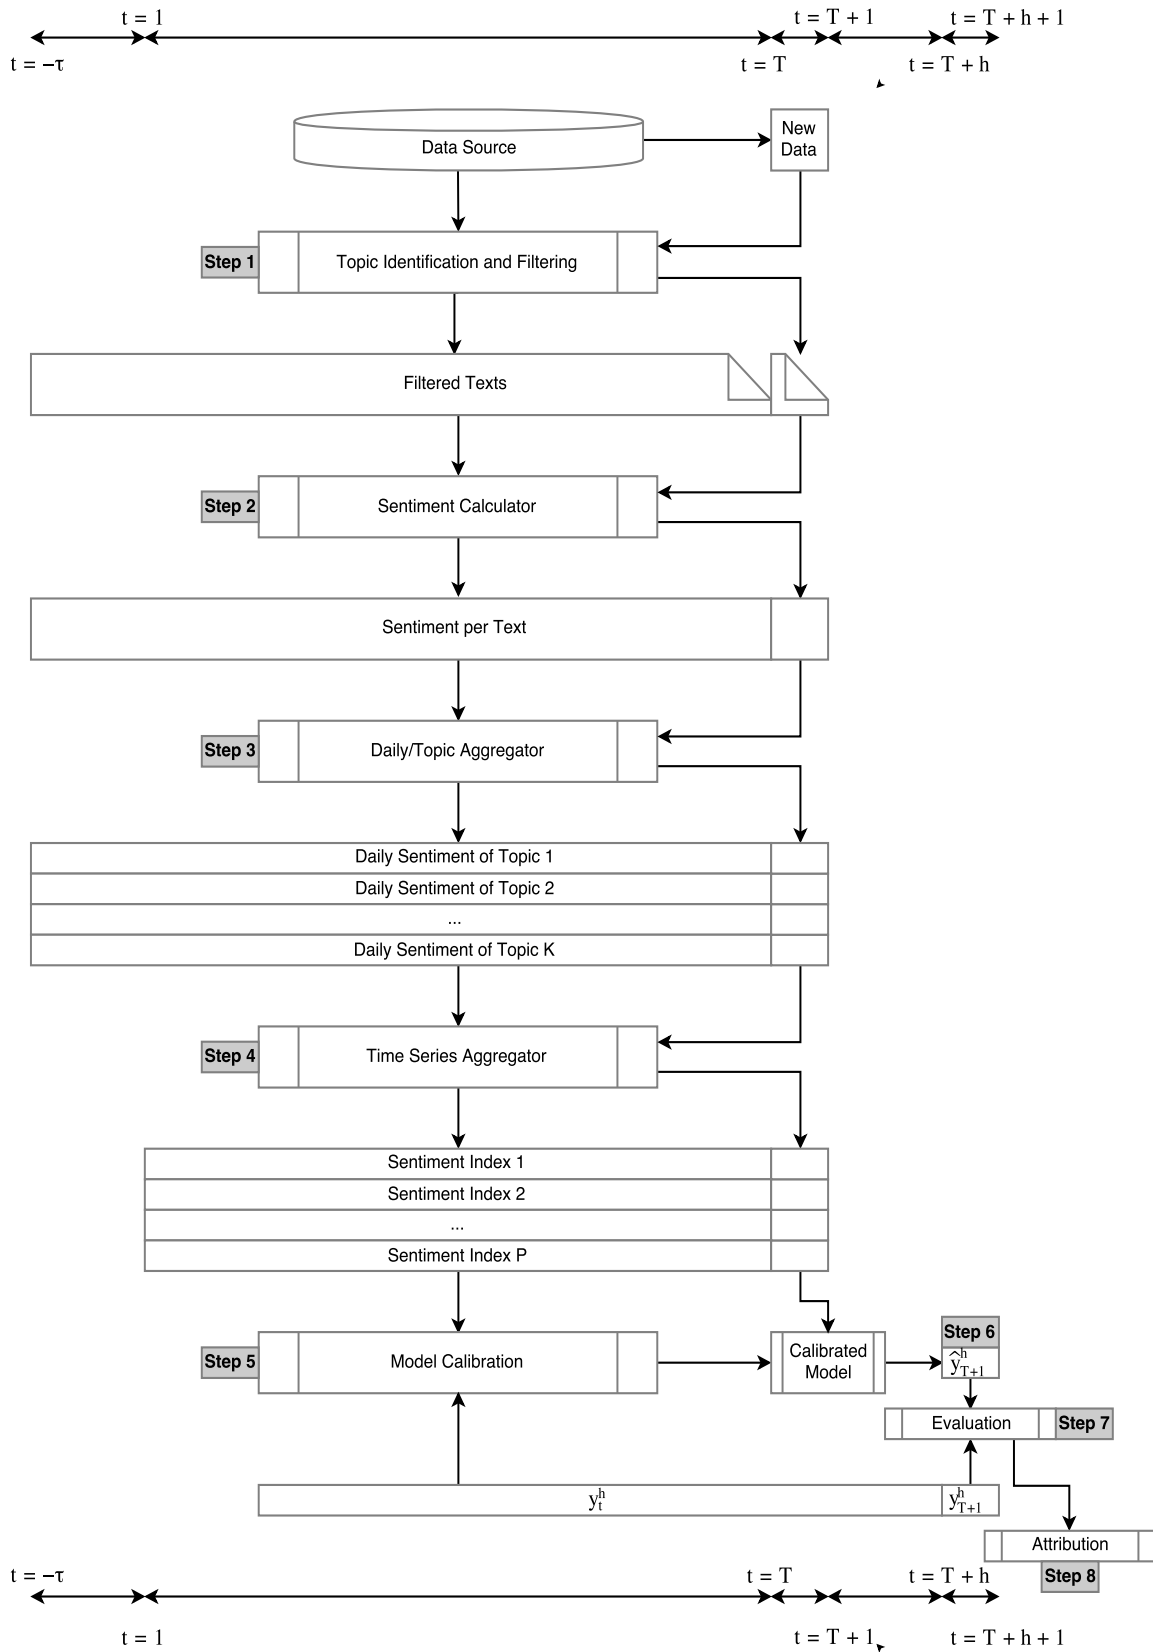 t = 1
t = T + 1
t = T + h + 1
t = −τ
t = T
t = T + h
Data Source
New
Data
Step 1
Topic Identification and Filtering
Filtered Texts
Step 2
Sentiment Calculator
Sentiment per Text
Step 3
Daily/Topic Aggregator
Daily Sentiment of Topic 1
Daily Sentiment of Topic 2
...
Daily Sentiment of Topic K
Step 4
Time Series Aggregator
Sentiment Index 1
Sentiment Index 2
...
Sentiment Index P
Step 5
Model Calibration
Calibrated
Model
Step 6
ŷ^h_{T+1}
Evaluation
Step 7
y^h_t
y^h_{T+1}
Attribution
Step 8
t = −τ
t = T
t = T + h
t = 1
t = T + 1
t = T + h + 1